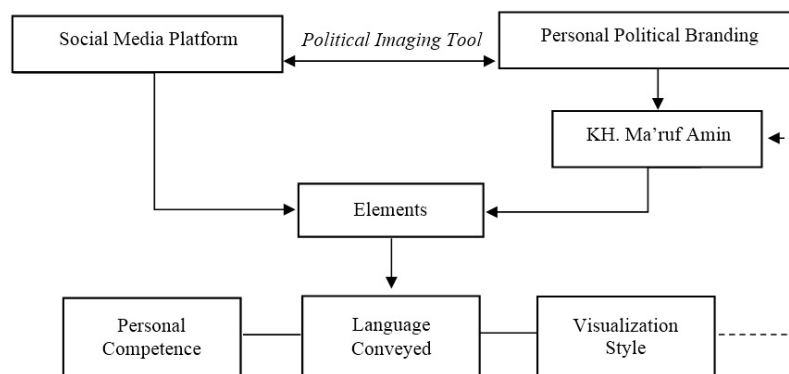 Social Media Platform
Political Imaging Tool
Personal Political Branding
KH. Ma'ruf Amin
Elements
Personal
Competence
Language
Conveyed
Visualization
Style